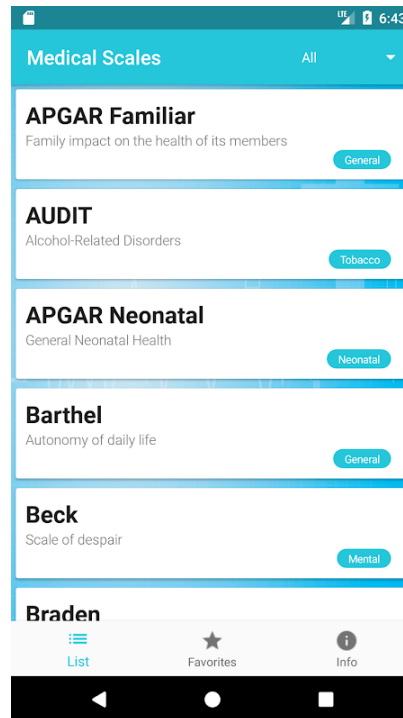 LTE 6:43
Medical Scales All
APGAR Familiar
Family impact on the health of its members
General
AUDIT
Alcohol-Related Disorders
Tobacco
APGAR Neonatal
General Neonatal Health
Neonatal
Barthel
Autonomy of daily life
General
Beck
Scale of despair
Mental
Braden
List Favorites Info